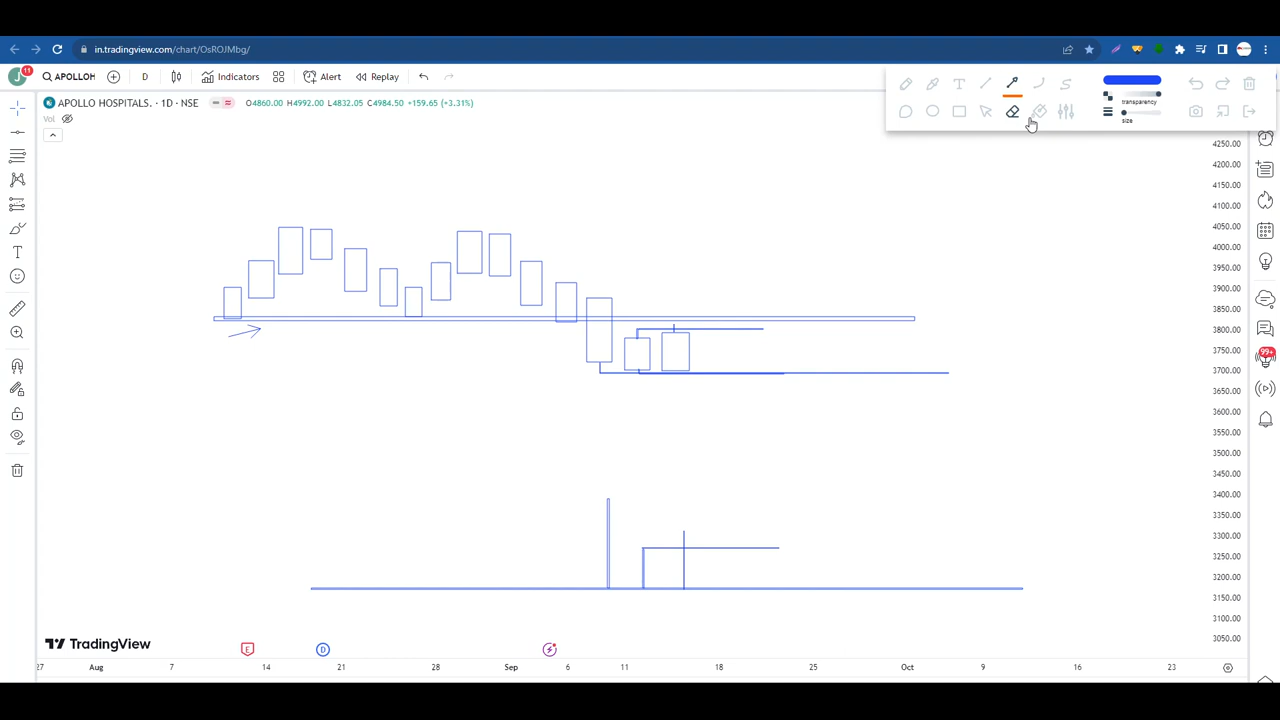 in.tradingview.com/chart/OsROJMbg/
J 11 APOLLOH D Indicators Alert Replay
APOLLO HOSPITALS. · 1D · NSE O4860.00 H4992.00 L4832.05 C4984.50 +159.65 (+3.31%)
Vol
T
transparency
size
4250.00
4200.00
4150.00
4100.00
4050.00
4000.00
3950.00
3900.00
3850.00
3800.00
3750.00
3700.00
3650.00
3600.00
3550.00
3500.00
3450.00
3400.00
3350.00
3300.00
3250.00
3200.00
3150.00
3100.00
3050.00
99+
T
TradingView
E D
27 Aug 7 14 21 28 Sep 6 11 18 25 Oct 9 16 23